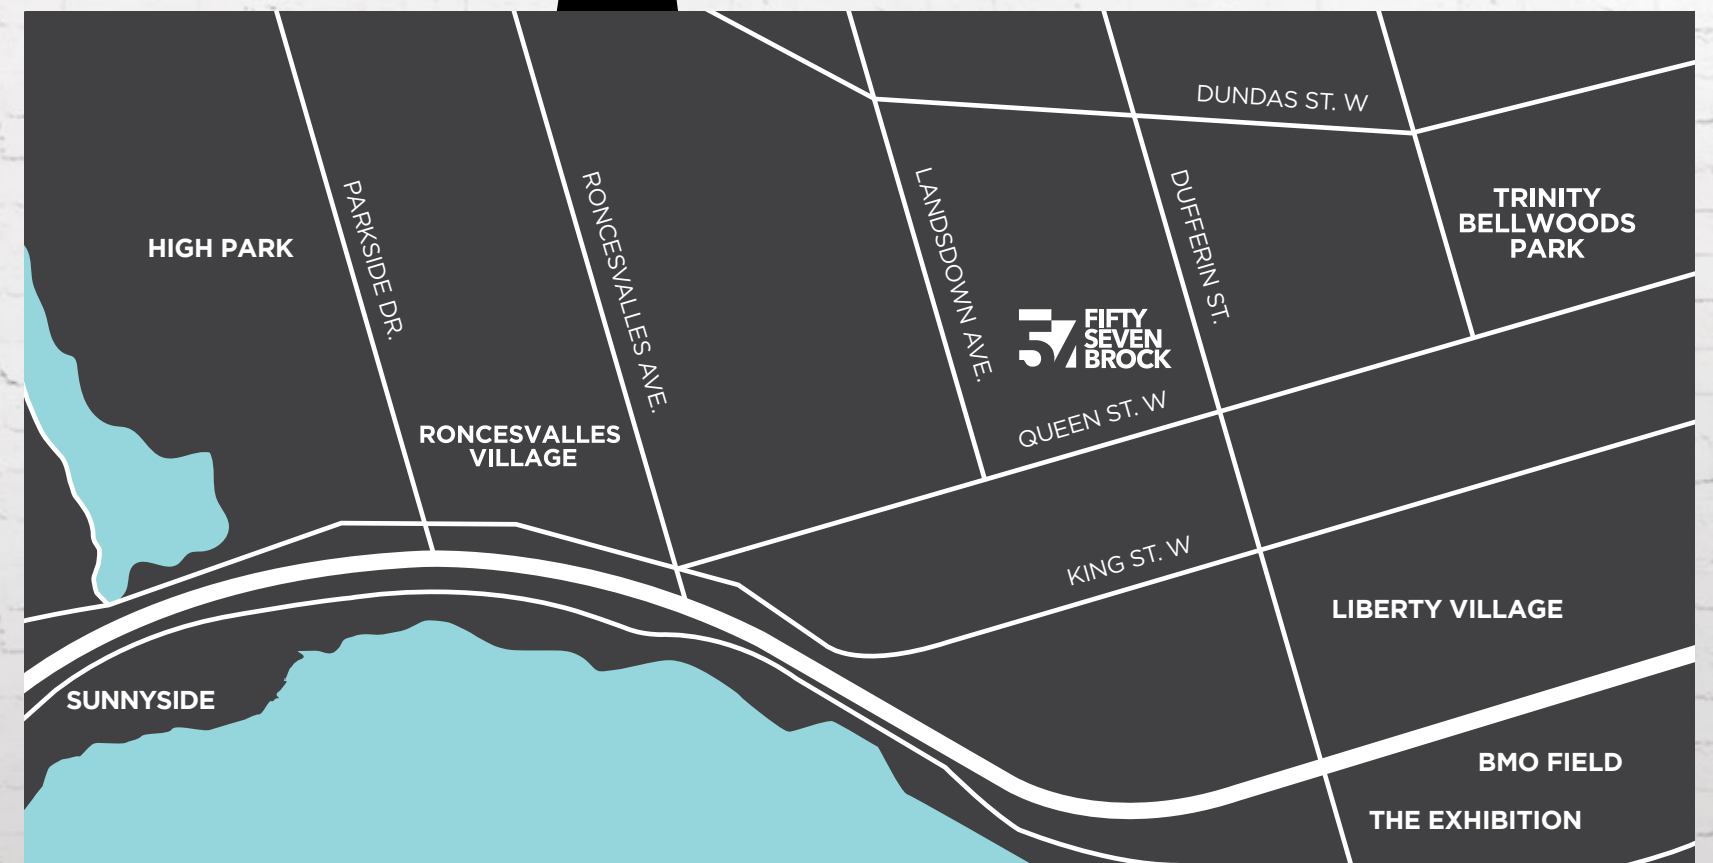 DUNDAS ST. W
PARKSIDE DR.
RONCESVALLES AVE.
LANDSDOWN AVE.
DUFFERIN ST.
TRINITY
BELLWOODS
PARK
HIGH PARK
57 FIFTY
SEVEN
BROCK
QUEEN ST. W
RONCESVALLES
VILLAGE
KING ST. W
LIBERTY VILLAGE
SUNNYSIDE
BMO FIELD
THE EXHIBITION